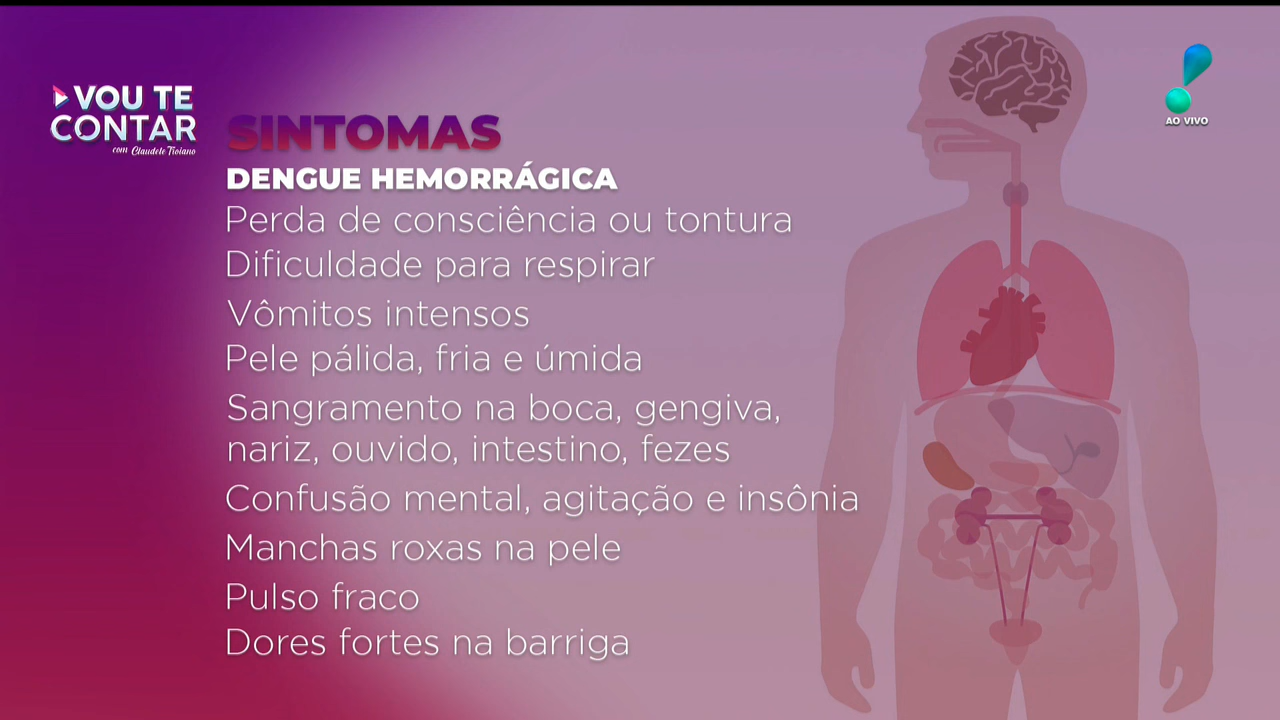 VOU TE
CONTAR
com Claudete Troiano
SINTOMAS
DENGUE HEMORRÁGICA
Perda de consciência ou tontura
Dificuldade para respirar
Vômitos intensos
Pele pálida, fria e úmida
Sangramento na boca, gengiva,
nariz, ouvido, intestino, fezes
Confusão mental, agitação e insônia
Manchas roxas na pele
Pulso fraco
Dores fortes na barriga
AO VIVO